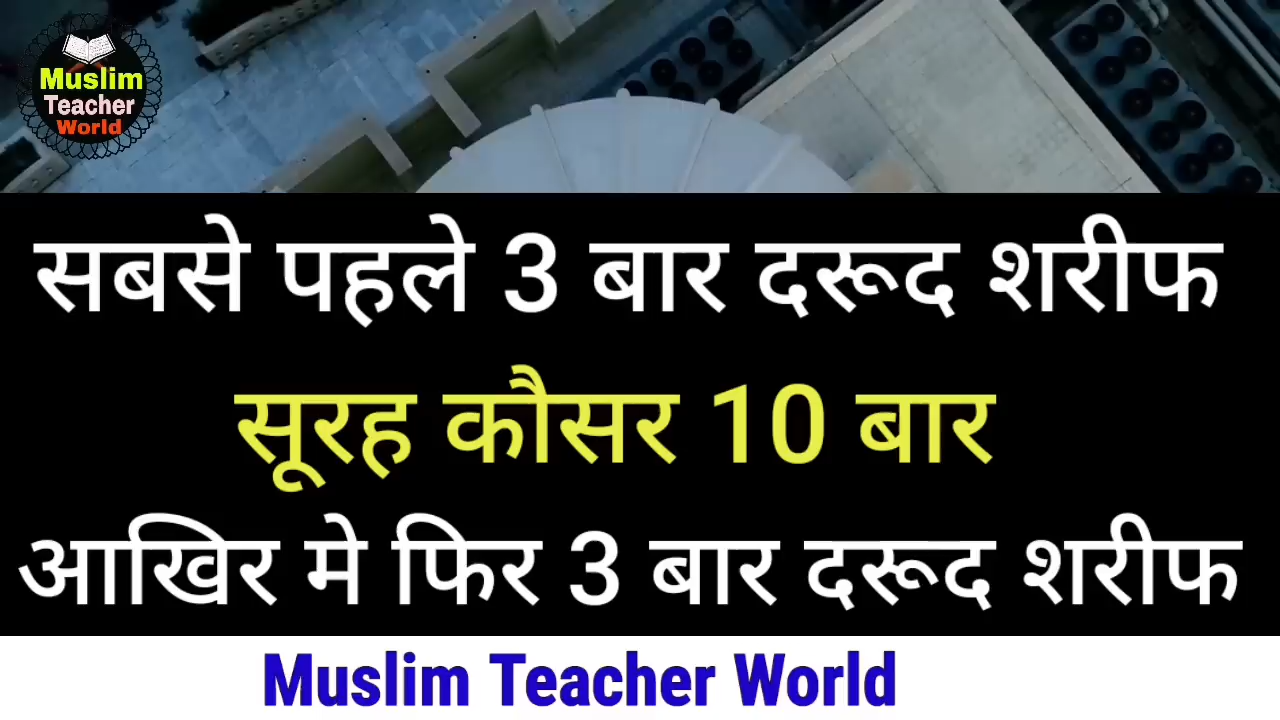 Muslim
Teacher
World
सबसे पहले 3 बार दरूद शरीफ
सूरह कौसर 10 बार
आखिर मे फिर 3 बार दरूद शरीफ
Muslim Teacher World